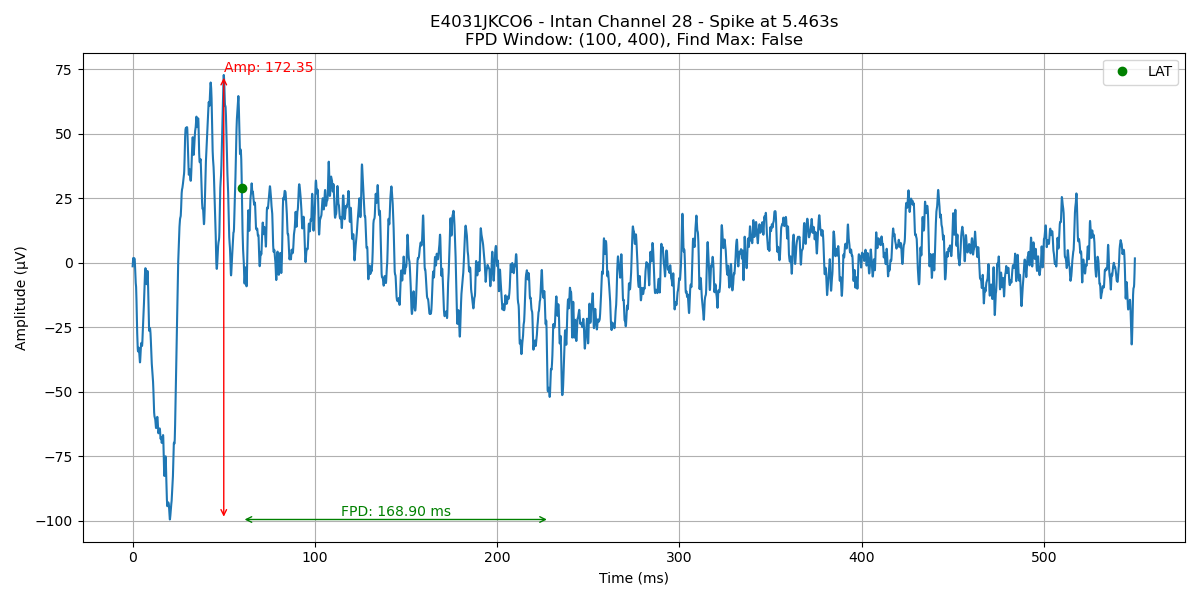 E4031JKCO6 - Intan Channel 28 - Spike at 5.463s
FPD Window: (100, 400), Find Max: False
Amp: 172.35
LAT
75
50
25
0
−25
−50
−75
−100
Amplitude (µV)
FPD: 168.90 ms
0 100 200 300 400 500
Time (ms)